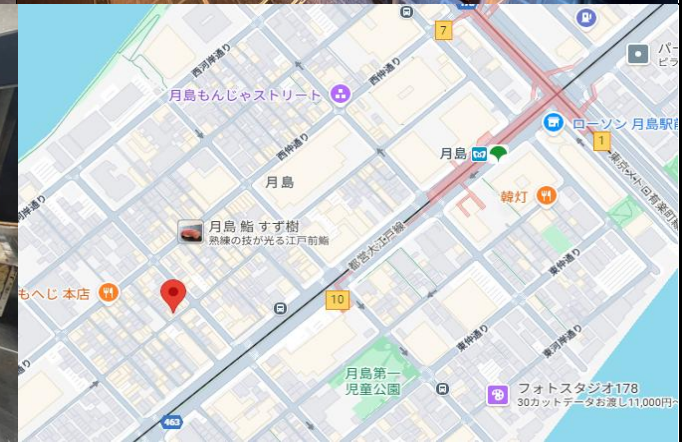 7
西河岸通り
西仲通り
パー
ピラ
月島もんじゃストリート
ローソン 月島駅前
1
西仲通り
月島
月島
韓灯
月島 鮨 すず樹
熟練の技が光る江戸前鮨
都営大江戸線
東仲通り
もへじ 本店
10
東仲通り
東河岸通り
月島第一
児童公園
フォトスタジオ178
30カットデータお渡し11,000円~
463